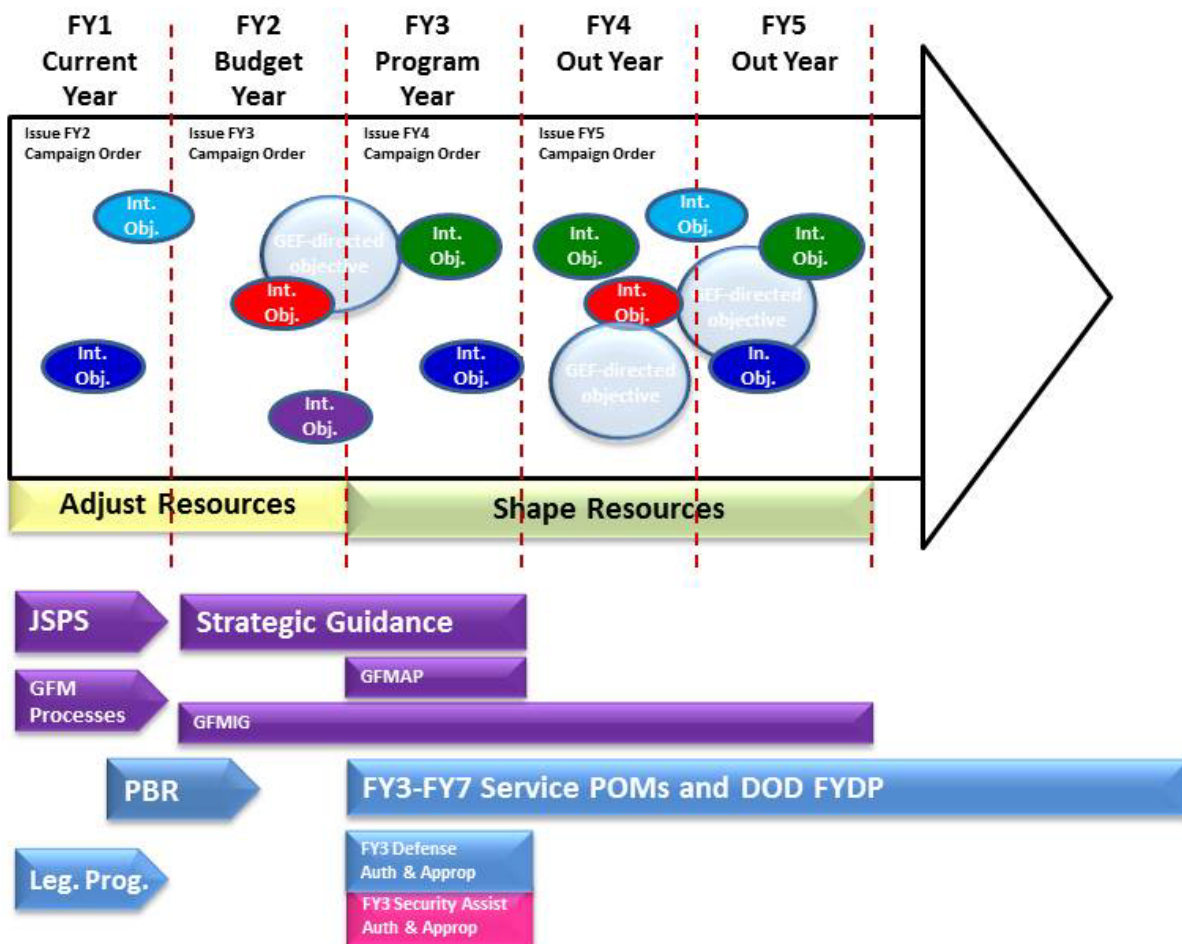 FY1
Current
Year
FY2
Budget
Year
FY3
Program
Year
FY4
Out Year
FY5
Out Year
Issue FY2
Campaign Order
Issue FY3
Campaign Order
Issue FY4
Campaign Order
Issue FY5
Campaign Order
Int.
Obj.
Int.
Obj.
GEF-directed
objective
Int.
Obj.
Int.
Obj.
Int.
Obj.
Int.
Obj.
Int.
Obj.
Int.
Obj.
GEF-directed
objective
Int.
Obj.
Int.
Obj.
GEF-directed
objective
In.
Obj.
Adjust Resources
Shape Resources
JSPS
Strategic Guidance
GFM
Processes
GFMAP
GFMIG
PBR
FY3-FY7 Service POMs and DOD FYDP
Leg. Prog.
FY3 Defense
Auth & Approp
FY3 Security Assist
Auth & Approp